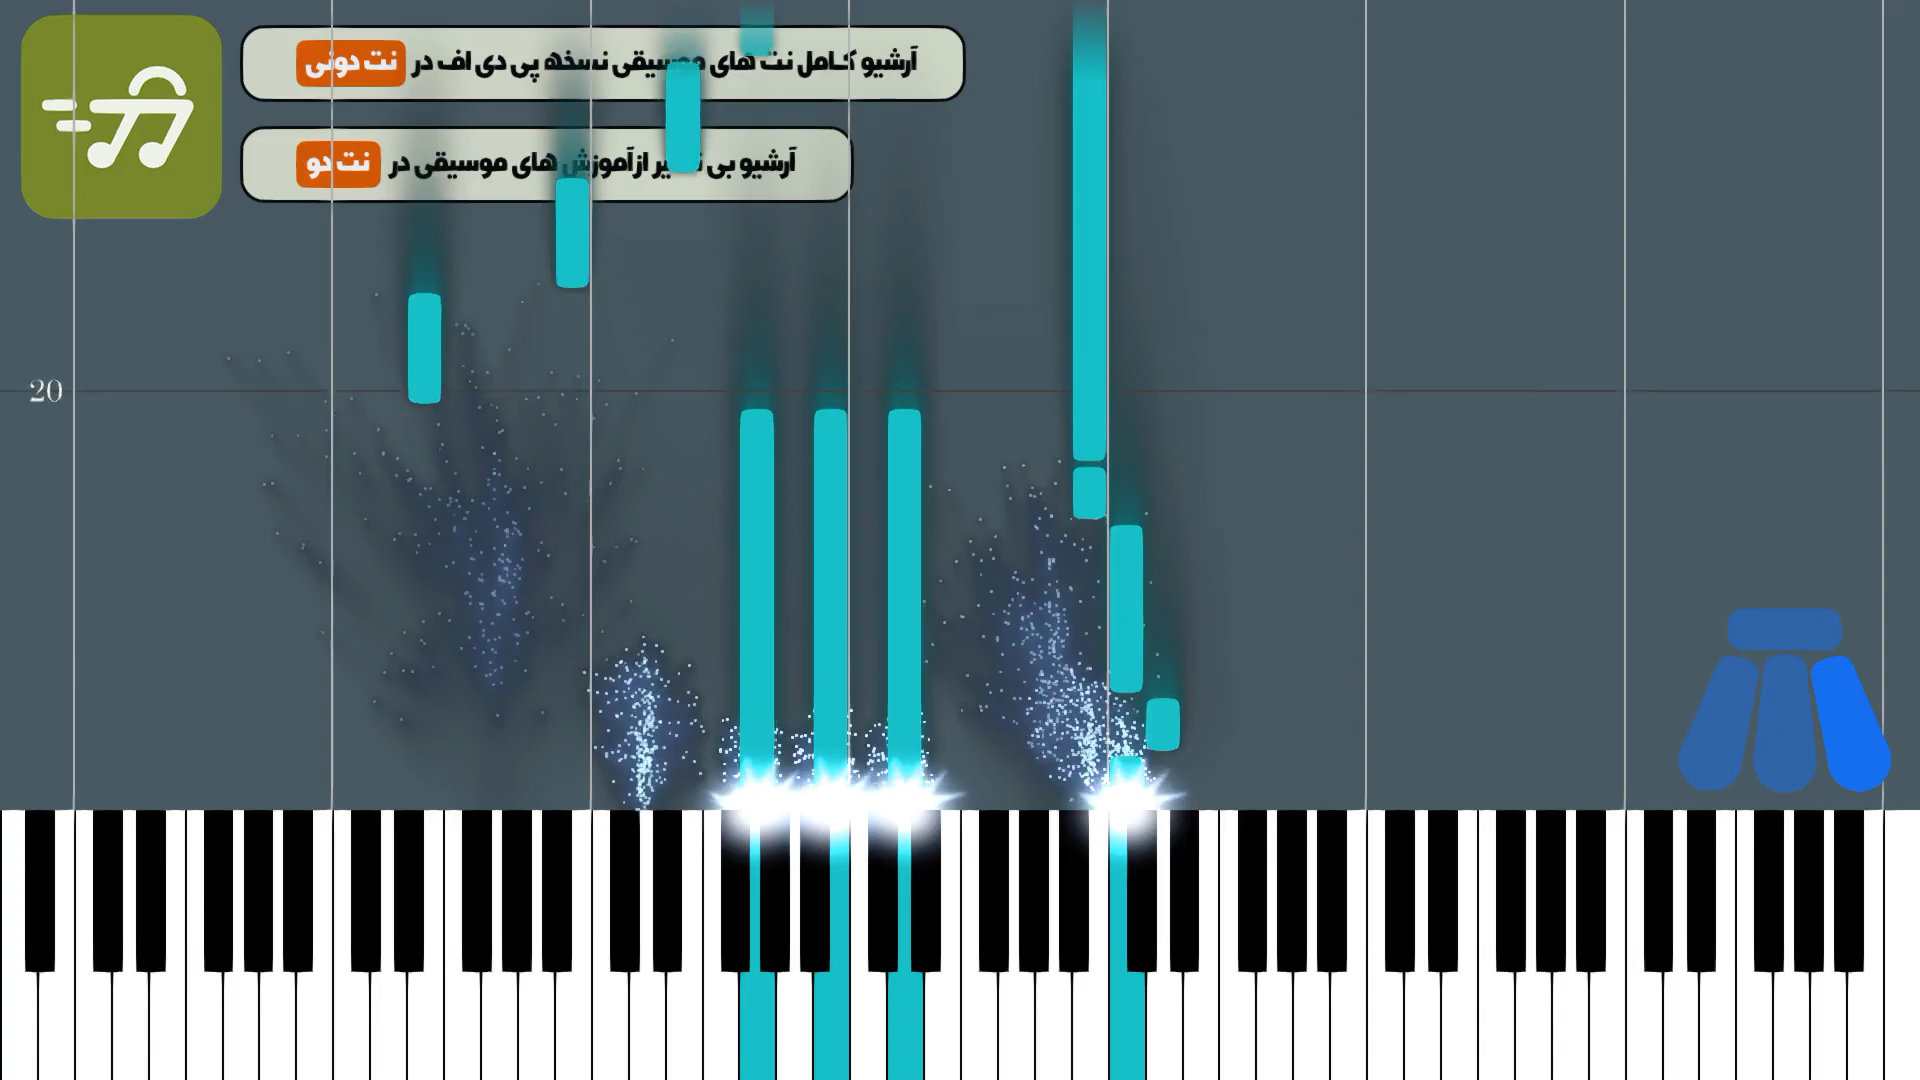 آرشیو کامل نت های موسیقی نسخه پی دی اف در نت دونی
آرشیو بی نظیر از آموزش های موسیقی در نت دو
20